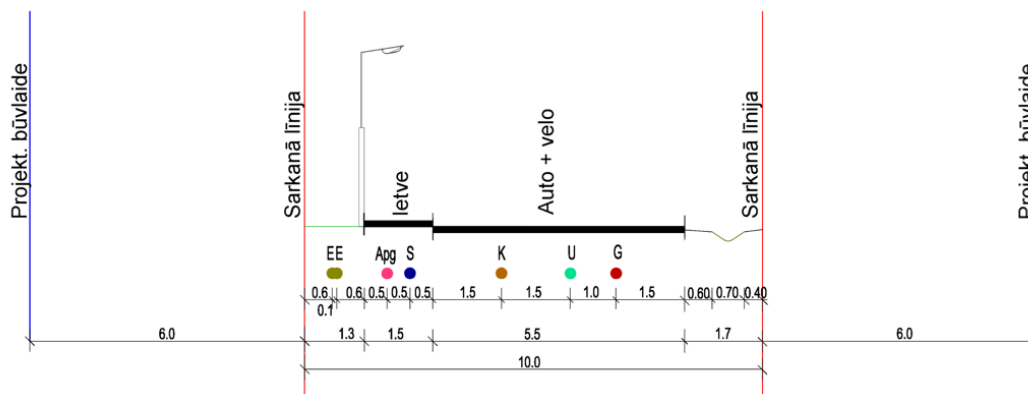 Projekt. būvlaide
Sarkanā līnija
Ietve
Auto + velo
Sarkanā līnija
Projekt. būvlaide
EE Apg S K U G
0.6 0.6 0.5 0.5 0.5 1.5 1.5 1.0 1.5 0.60 0.70 0.40
0.1
6.0 1.3 1.5 5.5 1.7 6.0
10.0